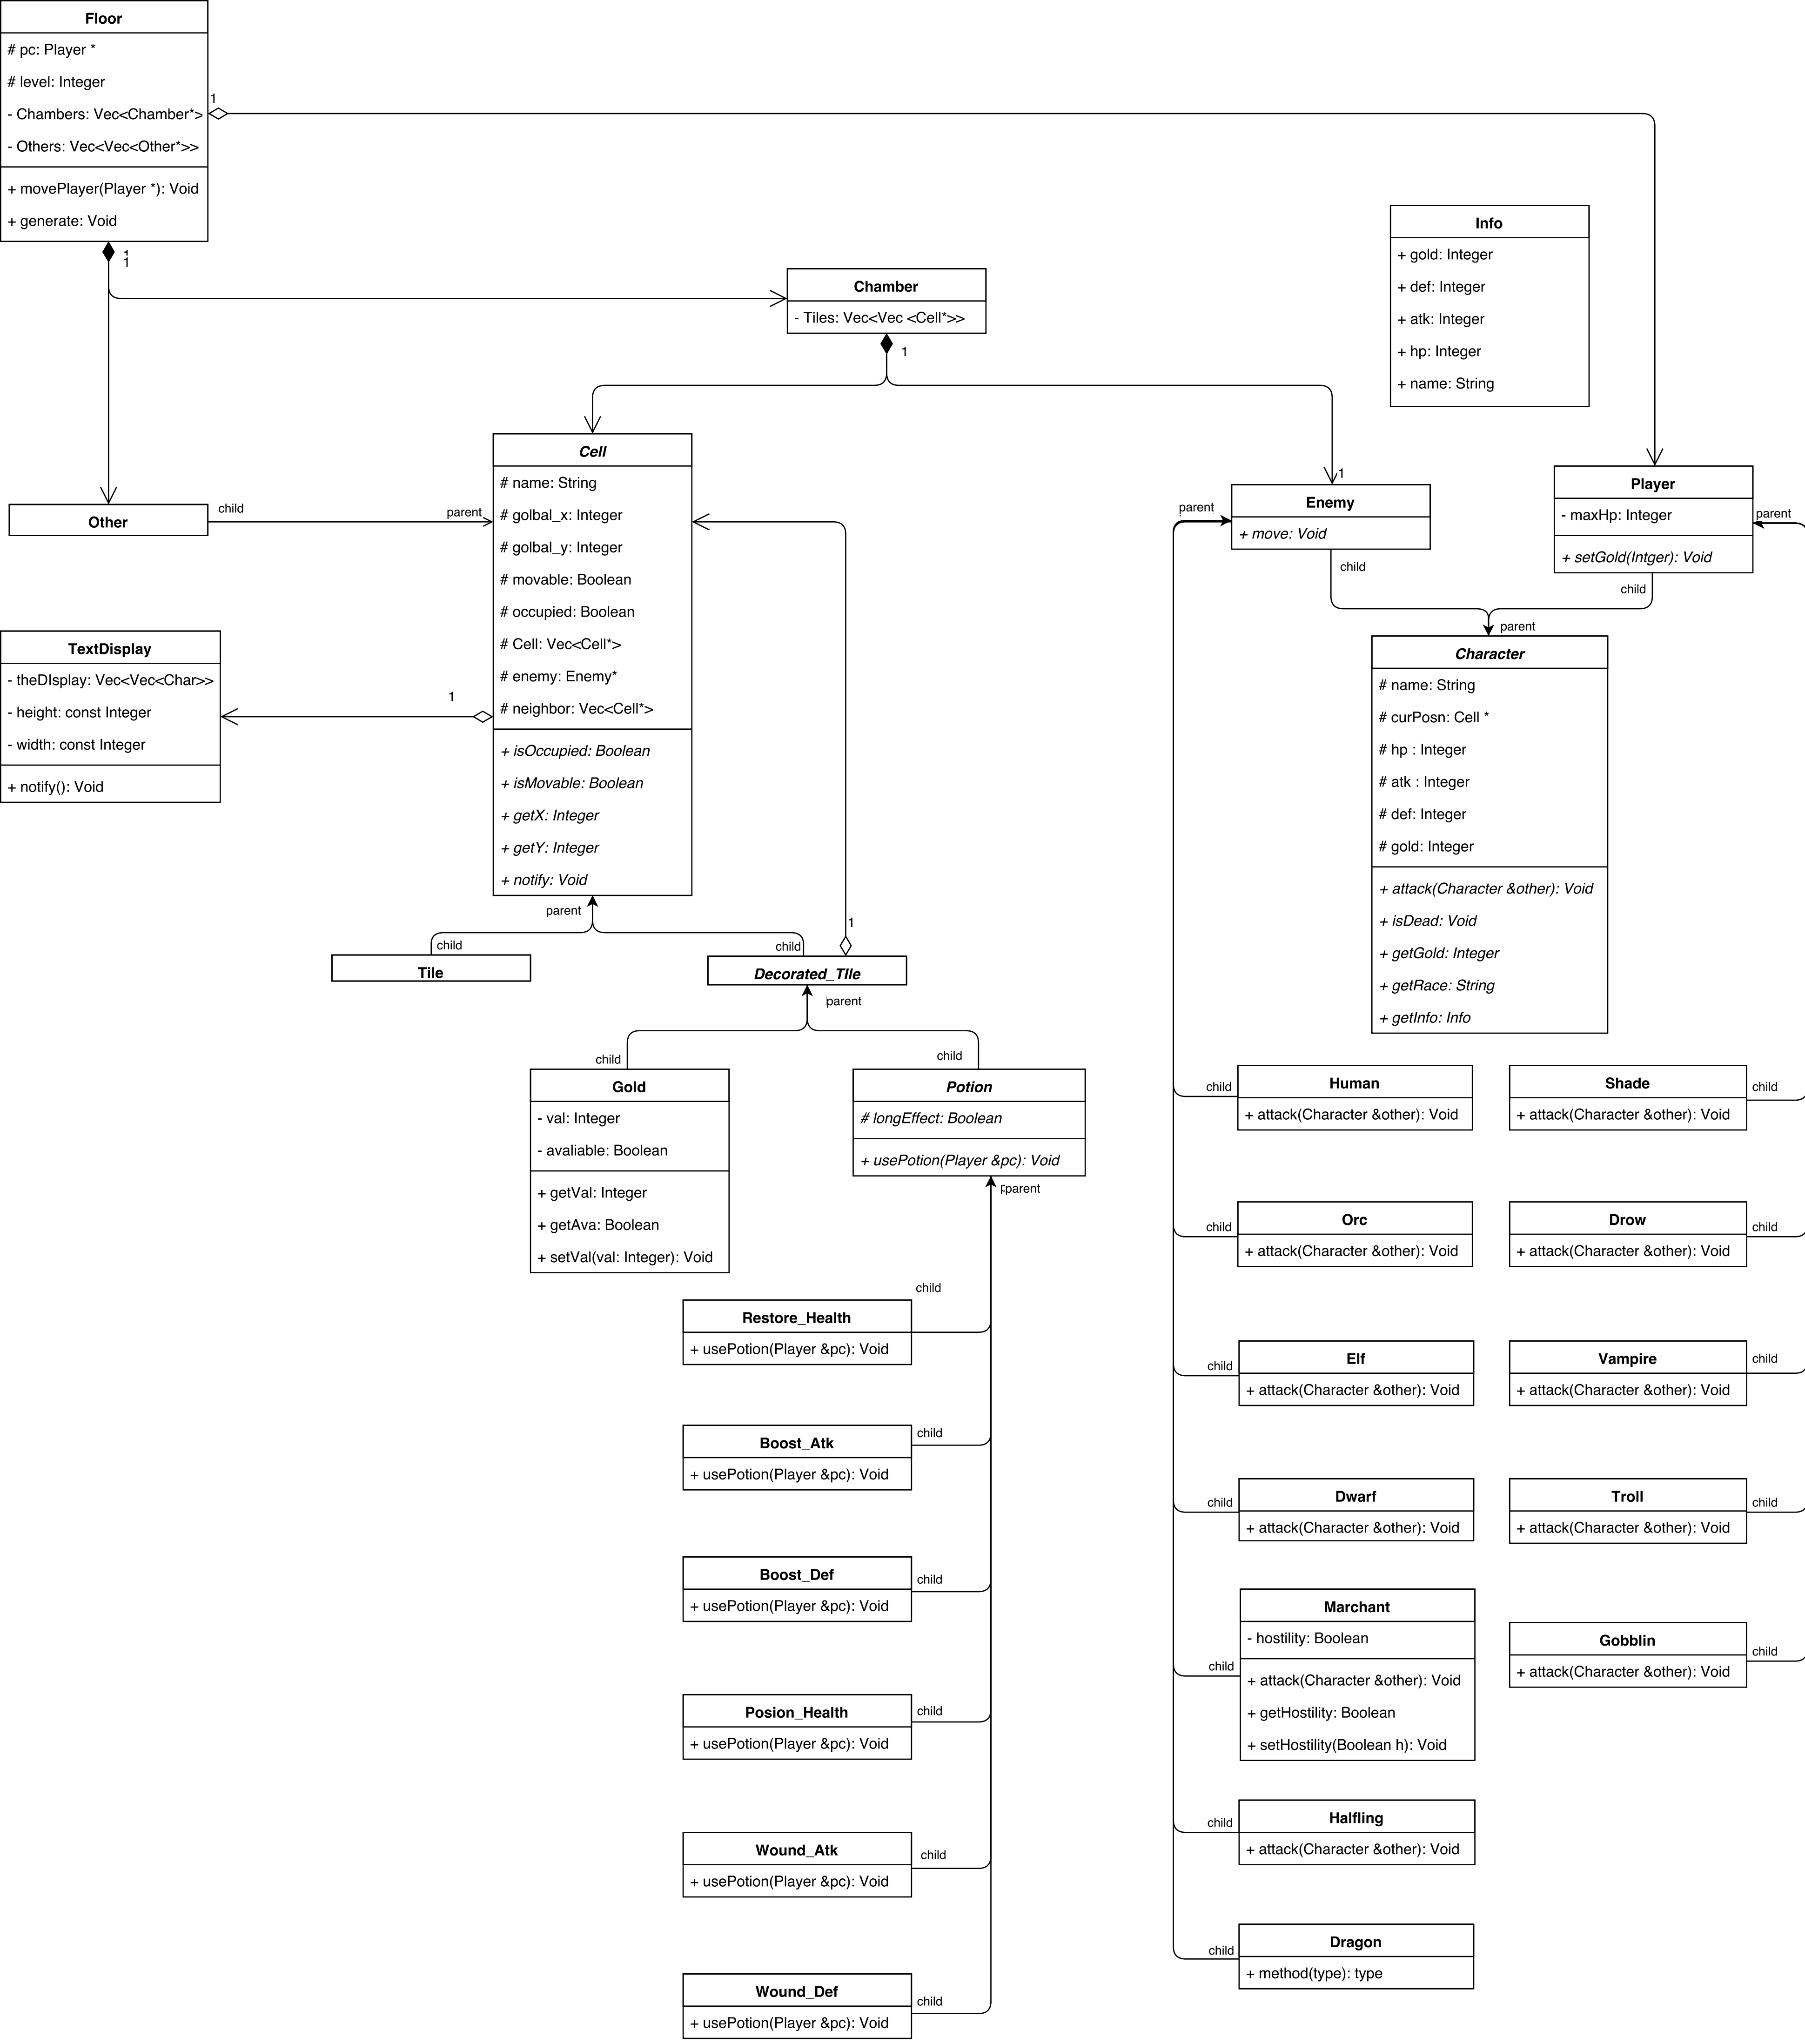 Floor
# pc: Player *
# level: Integer
- Chambers: Vec<Chamber*>
- Others: Vec<Vec<Other*>>
+ movePlayer(Player *): Void
+ generate: Void
1
1
1
Info
+ gold: Integer
+ def: Integer
+ atk: Integer
+ hp: Integer
+ name: String
Chamber
- Tiles: Vec<Vec <Cell*>>
1
Other
child
parent
Cell
# name: String
# golbal_x: Integer
# golbal_y: Integer
# movable: Boolean
# occupied: Boolean
# Cell: Vec<Cell*>
# enemy: Enemy*
# neighbor: Vec<Cell*>
+ isOccupied: Boolean
+ isMovable: Boolean
+ getX: Integer
+ getY: Integer
+ notify: Void
1
parent
Enemy
+ move: Void
child
Player
- maxHp: Integer
+ setGold(Intger): Void
parent
child
parent
TextDisplay
- theDIsplay: Vec<Vec<Char>>
- height: const Integer
- width: const Integer
+ notify(): Void
1
Character
# name: String
# curPosn: Cell *
# hp : Integer
# atk : Integer
# def: Integer
# gold: Integer
+ attack(Character &other): Void
+ isDead: Void
+ getGold: Integer
+ getRace: String
+ getInfo: Info
parent
child
child
1
Tile
Decorated_TIle
parent
child
child
Gold
- val: Integer
- avaliable: Boolean
+ getVal: Integer
+ getAva: Boolean
+ setVal(val: Integer): Void
Potion
# longEffect: Boolean
+ usePotion(Player &pc): Void
parent
child
Restore_Health
+ usePotion(Player &pc): Void
child
Boost_Atk
+ usePotion(Player &pc): Void
child
Boost_Def
+ usePotion(Player &pc): Void
child
Posion_Health
+ usePotion(Player &pc): Void
child
Wound_Atk
+ usePotion(Player &pc): Void
child
Wound_Def
+ usePotion(Player &pc): Void
child
Human
+ attack(Character &other): Void
Shade
+ attack(Character &other): Void
child
child
Orc
+ attack(Character &other): Void
Drow
+ attack(Character &other): Void
child
child
Elf
+ attack(Character &other): Void
Vampire
+ attack(Character &other): Void
child
child
Dwarf
+ attack(Character &other): Void
Troll
+ attack(Character &other): Void
child
child
Marchant
- hostility: Boolean
+ attack(Character &other): Void
+ getHostility: Boolean
+ setHostility(Boolean h): Void
Gobblin
+ attack(Character &other): Void
child
child
Halfling
+ attack(Character &other): Void
child
Dragon
+ method(type): type